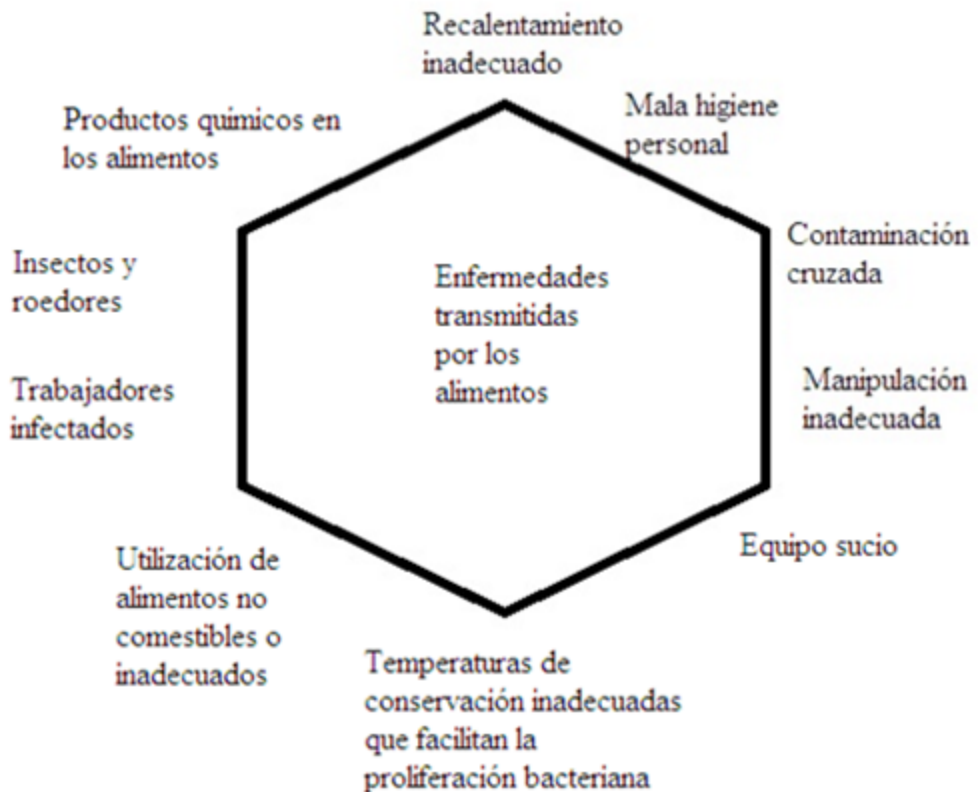 Recalentamiento
inadecuado
Mala higiene
personal
Productos quimicos en
los alimentos
Contaminación
cruzada
Insectos y
roedores
Enfermedades
transmitidas
por los
alimentos
Trabajadores
infectados
Manipulación
inadecuada
Equipo sucio
Utilización de
alimentos no
comestibles o
inadecuados
Temperaturas de
conservación inadecuadas
que facilitan la
proliferación bacteriana